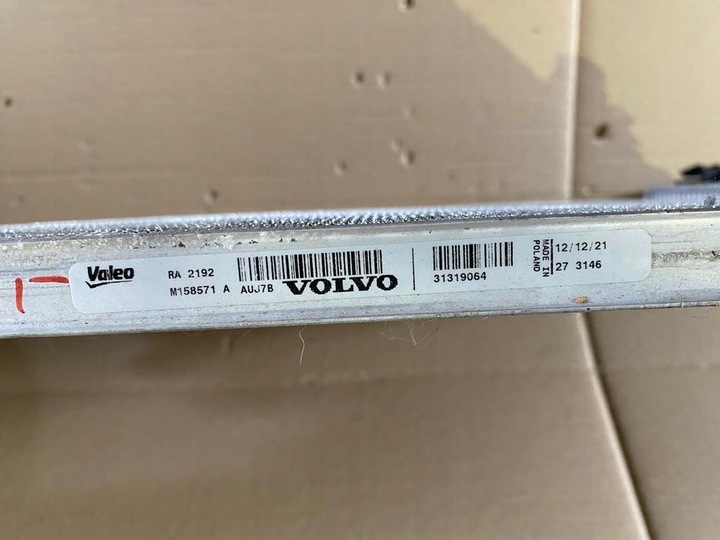 Valeo
RA 2192
M158571 A AUJ7B VOLVO
31319064
MADE IN
POLAND
12/12/21
27 3146